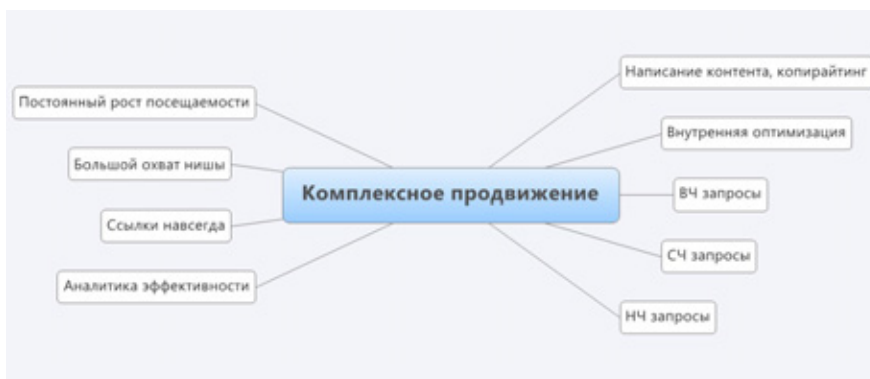 Комплексное продвижение
Написание контента, копирайтинг
Внутренняя оптимизация
ВЧ запросы
СЧ запросы
НЧ запросы
Постоянный рост посещаемости
Большой охват нишы
Ссылки навсегда
Аналитика эффективности